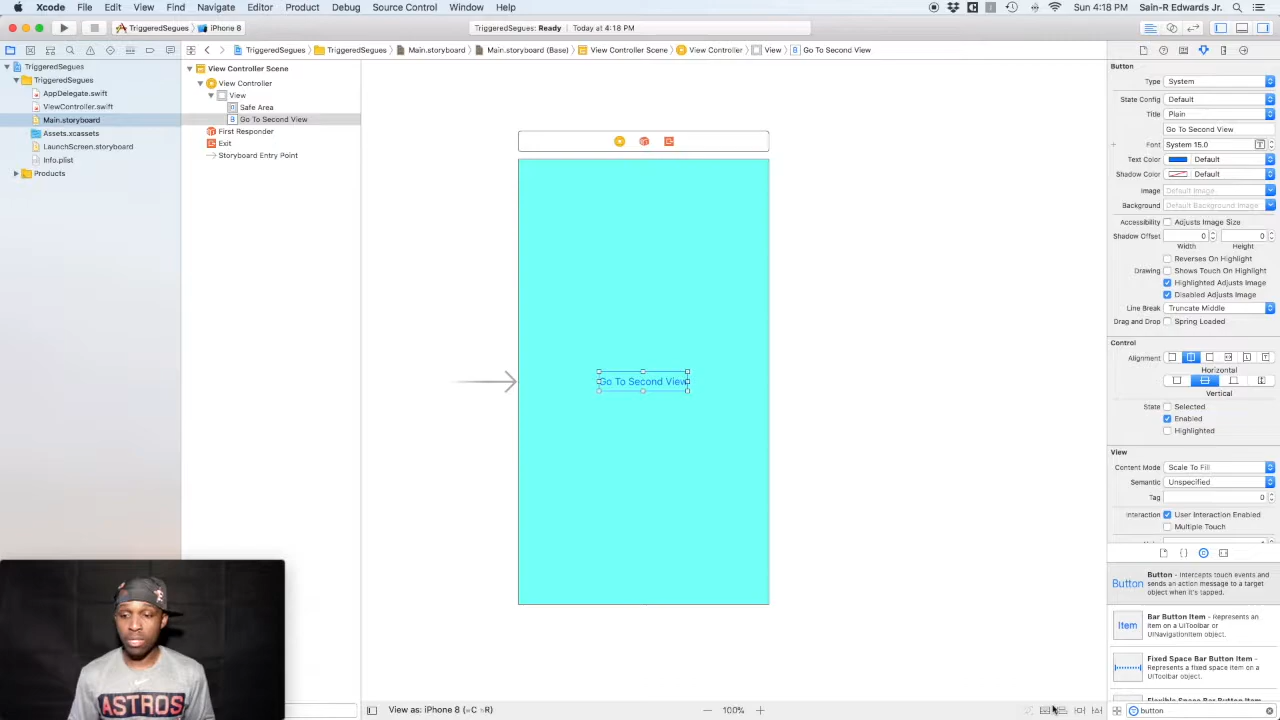 Xcode File Edit View Find Navigate Editor Product Debug Source Control Window Help
Sun 4:18 PM Sain-R Edwards Jr.
TriggeredSegues iPhone 8
TriggeredSegues: Ready Today at 4:18 PM
TriggeredSegues TriggeredSegues Main.storyboard Main.storyboard (Base) View Controller Scene View Controller View B Go To Second View
TriggeredSegues
TriggeredSegues
AppDelegate.swift
ViewController.swift
Main.storyboard
Assets.xcassets
LaunchScreen.storyboard
Info.plist
Products
View Controller Scene
View Controller
View
Safe Area
B Go To Second View
First Responder
Exit
Storyboard Entry Point
Go To Second View
View as: iPhone 8
100%
Button
Type System
State Config Default
Title Plain
Go To Second View
Font System 15.0
Text Color Default
Shadow Color Default
Image Default Image
Background Default Background Image
Accessibility Adjusts Image Size
Shadow Offset 0 0
Width Height
Reverses On Highlight
Drawing Shows Touch On Highlight
Highlighted Adjusts Image
Disabled Adjusts Image
Line Break Truncate Middle
Drag and Drop Spring Loaded
Control
Alignment
Horizontal
Vertical
State Selected
Enabled
Highlighted
View
Content Mode Scale To Fill
Semantic Unspecified
Tag 0
Interaction User Interaction Enabled
Multiple Touch
Button
Button - Intercepts touch events and
sends an action message to a target
object when it's tapped.
Item
Bar Button Item - Represents an
item on a UIToolbar or
UINavigationItem object.
Fixed Space Bar Button Item -
Represents a fixed space item on a
UIToolbar object.
button
ASTROS